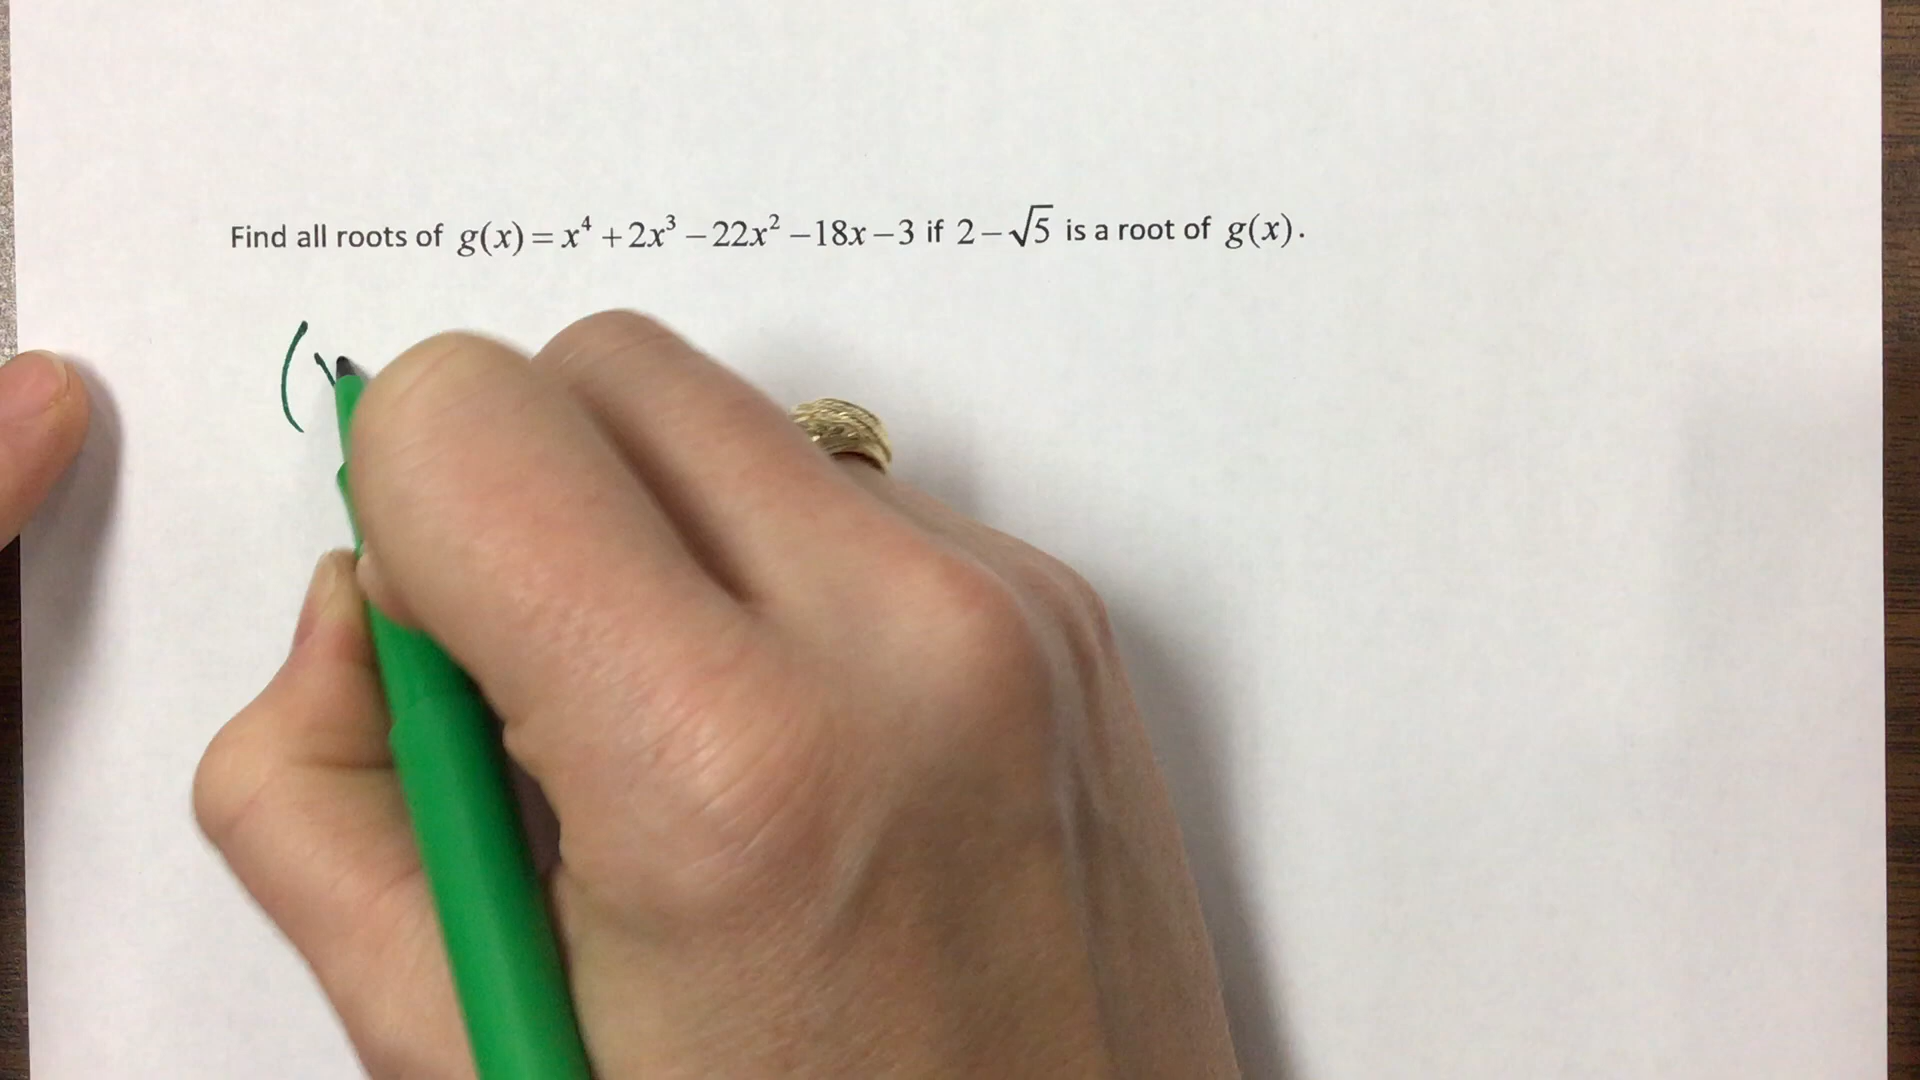 Find all roots of g(x) = x⁴ + 2x³ − 22x² − 18x − 3 if 2 − √5 is a root of g(x).
(